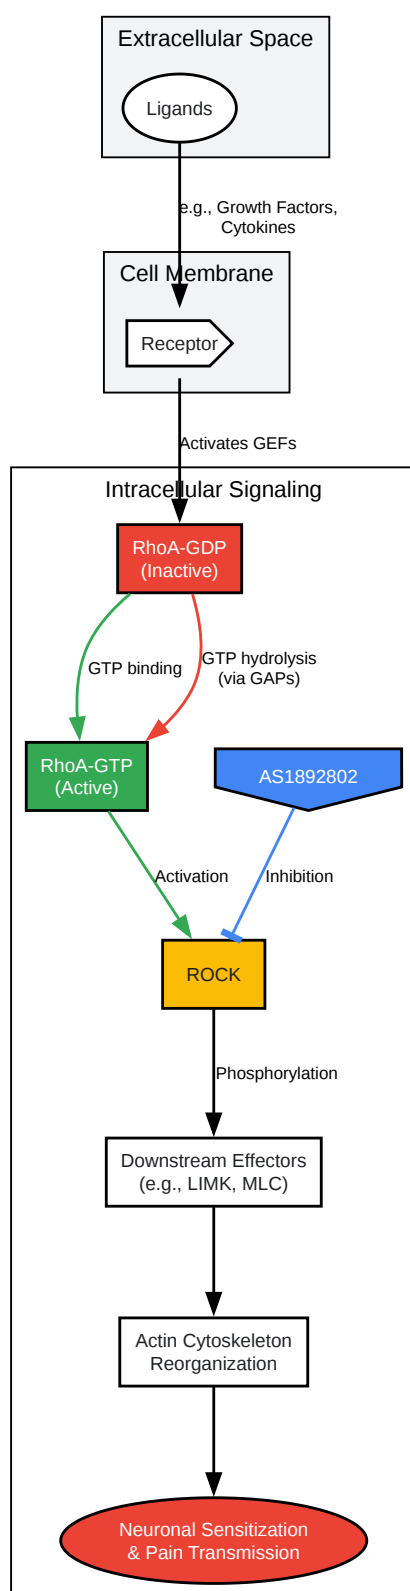 Extracellular Space
Ligands
e.g., Growth Factors,
Cytokines
Cell Membrane
Receptor
Activates GEFs
Intracellular Signaling
RhoA-GDP
(Inactive)
GTP binding
GTP hydrolysis
(via GAPs)
RhoA-GTP
(Active)
AS1892802
Activation
Inhibition
ROCK
Phosphorylation
Downstream Effectors
(e.g., LIMK, MLC)
Actin Cytoskeleton
Reorganization
Neuronal Sensitization
& Pain Transmission